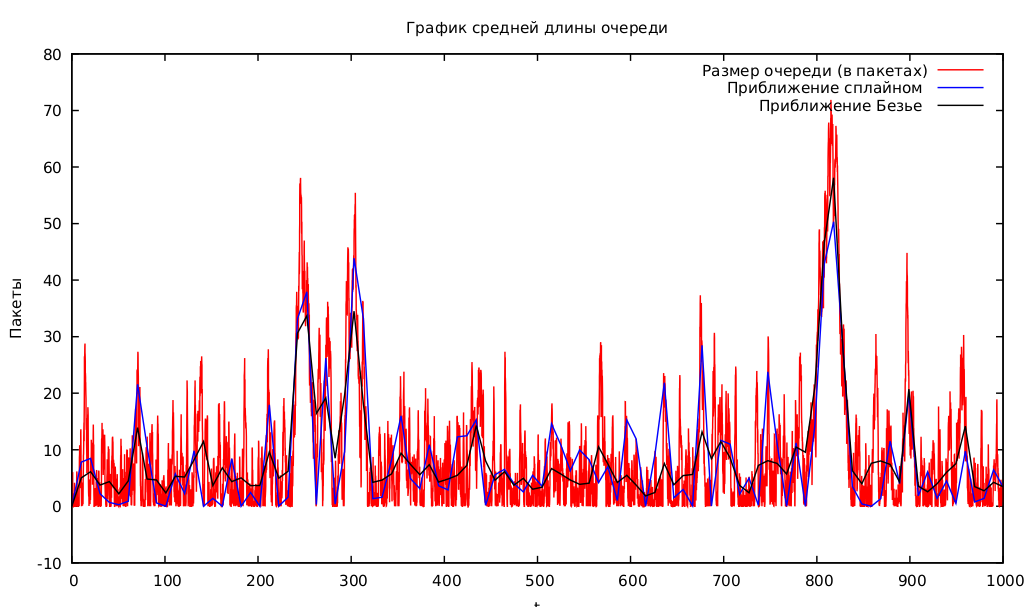 График средней длины очереди
80
70
60
50
40
30
20
10
0
-10
Пакеты
Размер очереди (в пакетах)
Приближение сплайном
Приближение Безье
0 100 200 300 400 500 600 700 800 900 1000
t